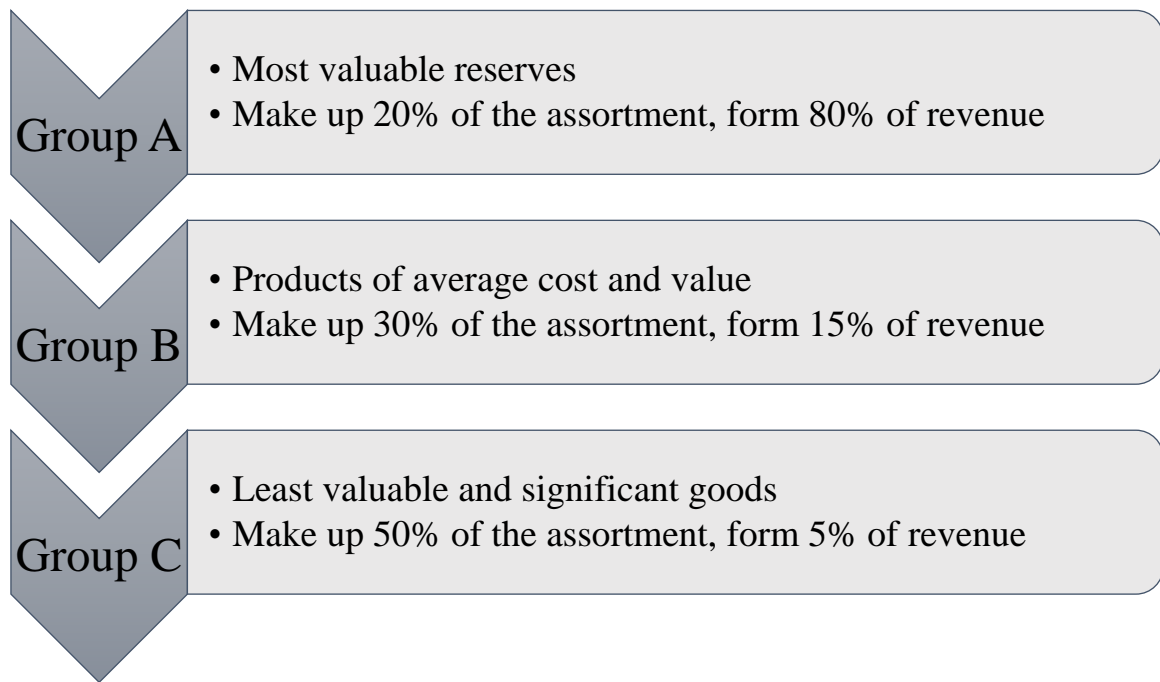 Group A
• Most valuable reserves
• Make up 20% of the assortment, form 80% of revenue
Group B
• Products of average cost and value
• Make up 30% of the assortment, form 15% of revenue
Group C
• Least valuable and significant goods
• Make up 50% of the assortment, form 5% of revenue